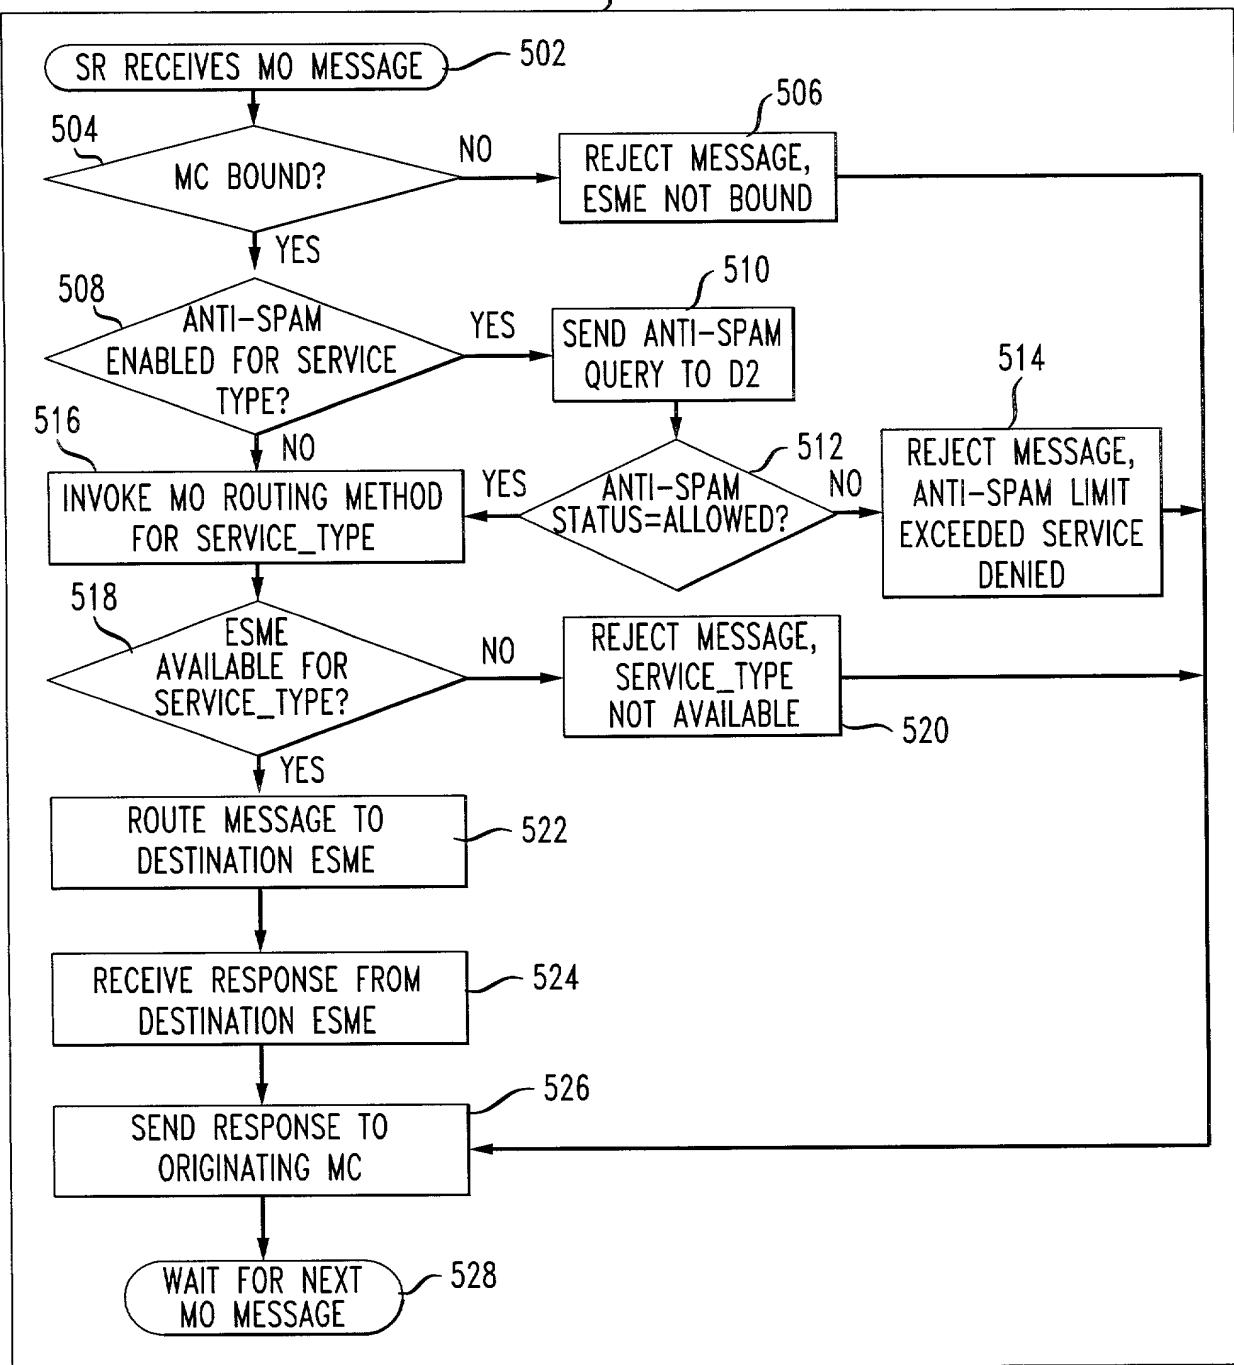 SR RECEIVES MO MESSAGE
502
504
MC BOUND?
NO
506
REJECT MESSAGE,
ESME NOT BOUND
YES
508
ANTI-SPAM
ENABLED FOR SERVICE
TYPE?
YES
510
SEND ANTI-SPAM
QUERY TO D2
NO
512
ANTI-SPAM
STATUS=ALLOWED?
YES
NO
514
REJECT MESSAGE,
ANTI-SPAM LIMIT
EXCEEDED SERVICE
DENIED
516
INVOKE MO ROUTING METHOD
FOR SERVICE_TYPE
518
ESME
AVAILABLE FOR
SERVICE_TYPE?
NO
REJECT MESSAGE,
SERVICE_TYPE
NOT AVAILABLE
520
YES
ROUTE MESSAGE TO
DESTINATION ESME
522
RECEIVE RESPONSE FROM
DESTINATION ESME
524
SEND RESPONSE TO
ORIGINATING MC
526
WAIT FOR NEXT
MO MESSAGE
528